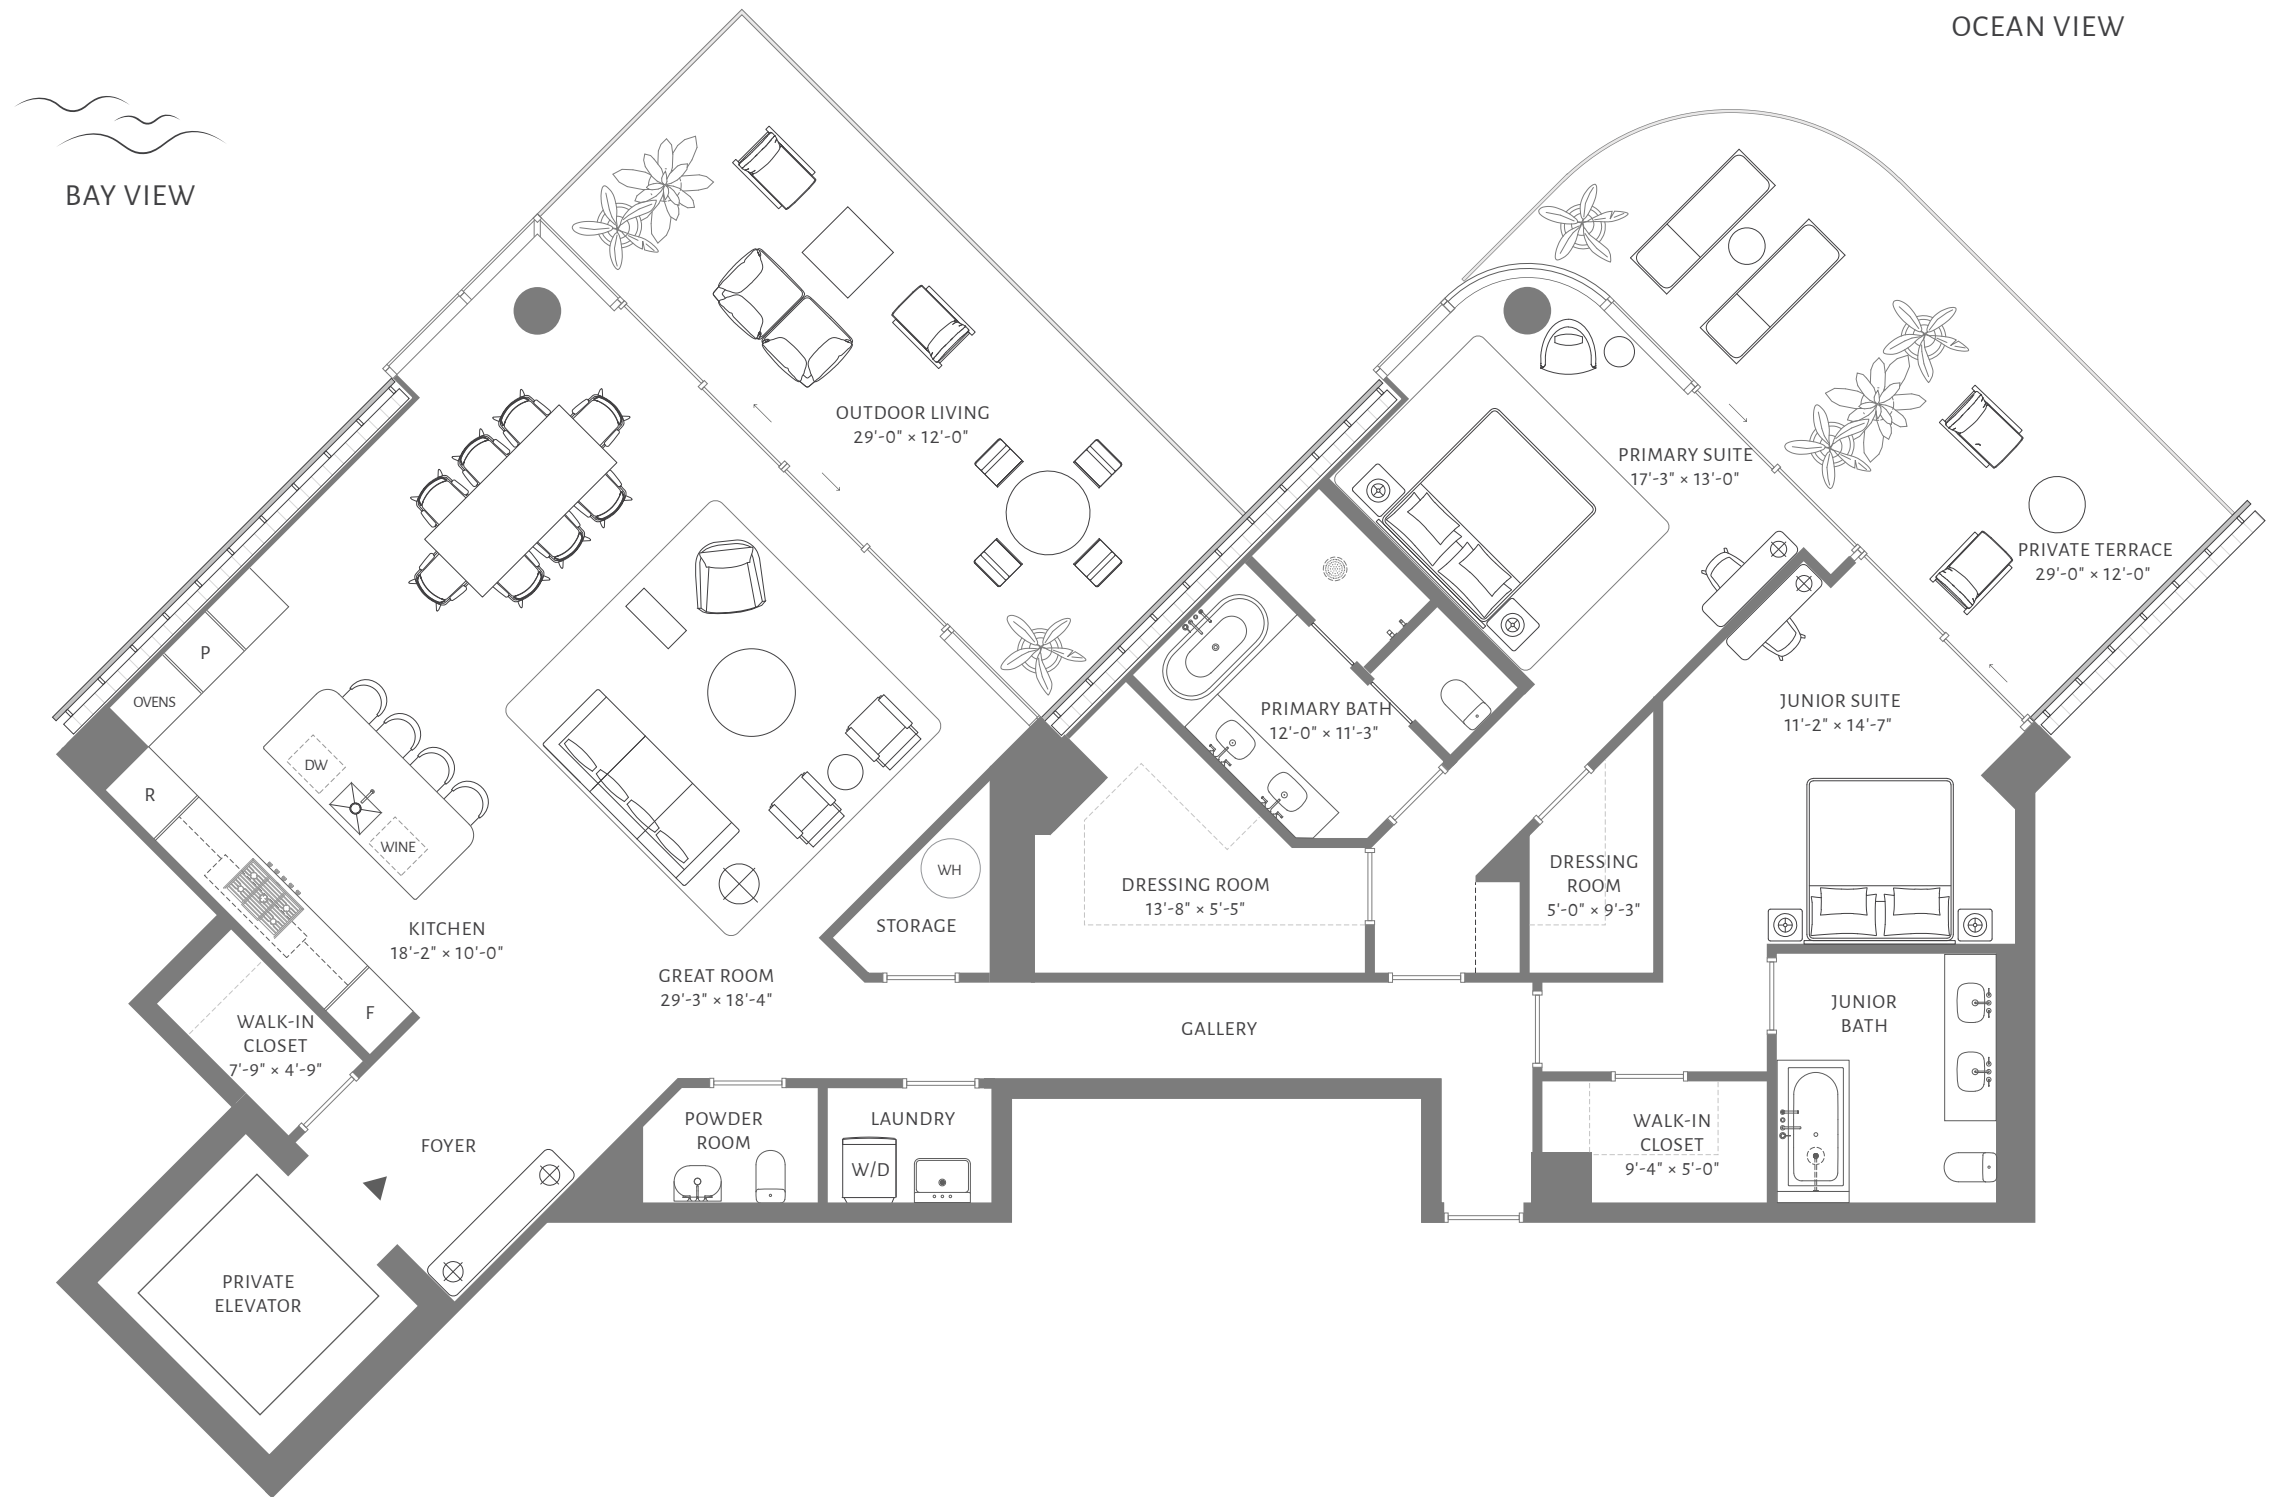 OCEAN VIEW
BAY VIEW
OUTDOOR LIVING
29'-0" × 12'-0"
PRIMARY SUITE
17'-3" × 13'-0"
PRIVATE TERRACE
29'-0" × 12'-0"
P
OVENS
JUNIOR SUITE
11'-2" × 14'-7"
PRIMARY BATH
12'-0" × 11'-3"
DW
R
WINE
WH
DRESSING
ROOM
5'-0" × 9'-3"
DRESSING ROOM
13'-8" × 5'-5"
STORAGE
KITCHEN
18'-2" × 10'-0"
GREAT ROOM
29'-3" × 18'-4"
JUNIOR
BATH
F
WALK-IN
CLOSET
7'-9" × 4'-9"
GALLERY
POWDER
ROOM
LAUNDRY
WALK-IN
CLOSET
9'-4" × 5'-0"
FOYER
W/D
PRIVATE
ELEVATOR